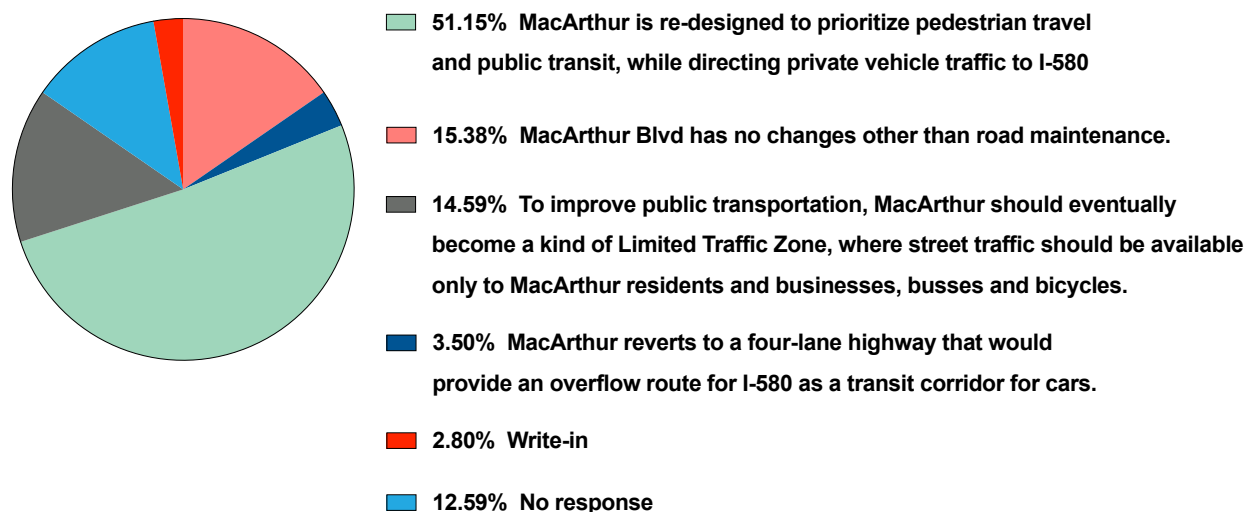 51.15% MacArthur is re-designed to prioritize pedestrian travel
and public transit, while directing private vehicle traffic to I-580
15.38% MacArthur Blvd has no changes other than road maintenance.
14.59% To improve public transportation, MacArthur should eventually
become a kind of Limited Traffic Zone, where street traffic should be available
only to MacArthur residents and businesses, busses and bicycles.
3.50% MacArthur reverts to a four-lane highway that would
provide an overflow route for I-580 as a transit corridor for cars.
2.80% Write-in
12.59% No response